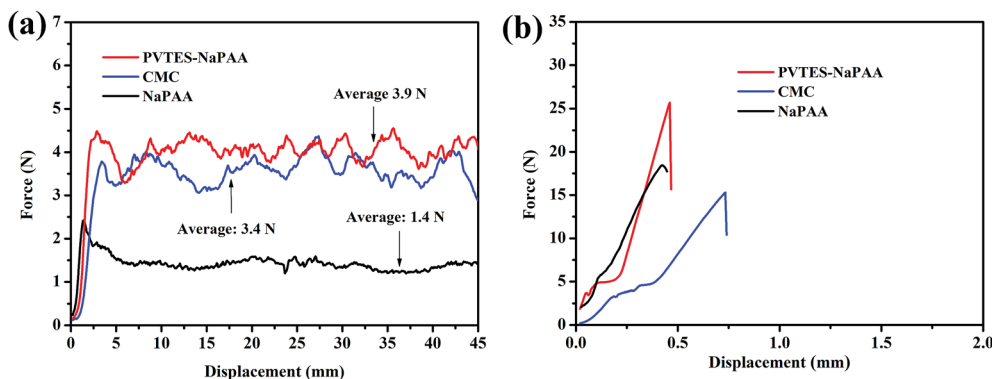 (a)
7
6
5
4
3
2
1
0
Force (N)
PVTES-NaPAA
CMC
NaPAA
Average 3.9 N
Average: 3.4 N
Average: 1.4 N
0 5 10 15 20 25 30 35 40 45
Displacement (mm)
(b)
35
30
25
20
15
10
5
0
Force (N)
PVTES-NaPAA
CMC
NaPAA
0.0 0.5 1.0 1.5 2.0
Displacement (mm)